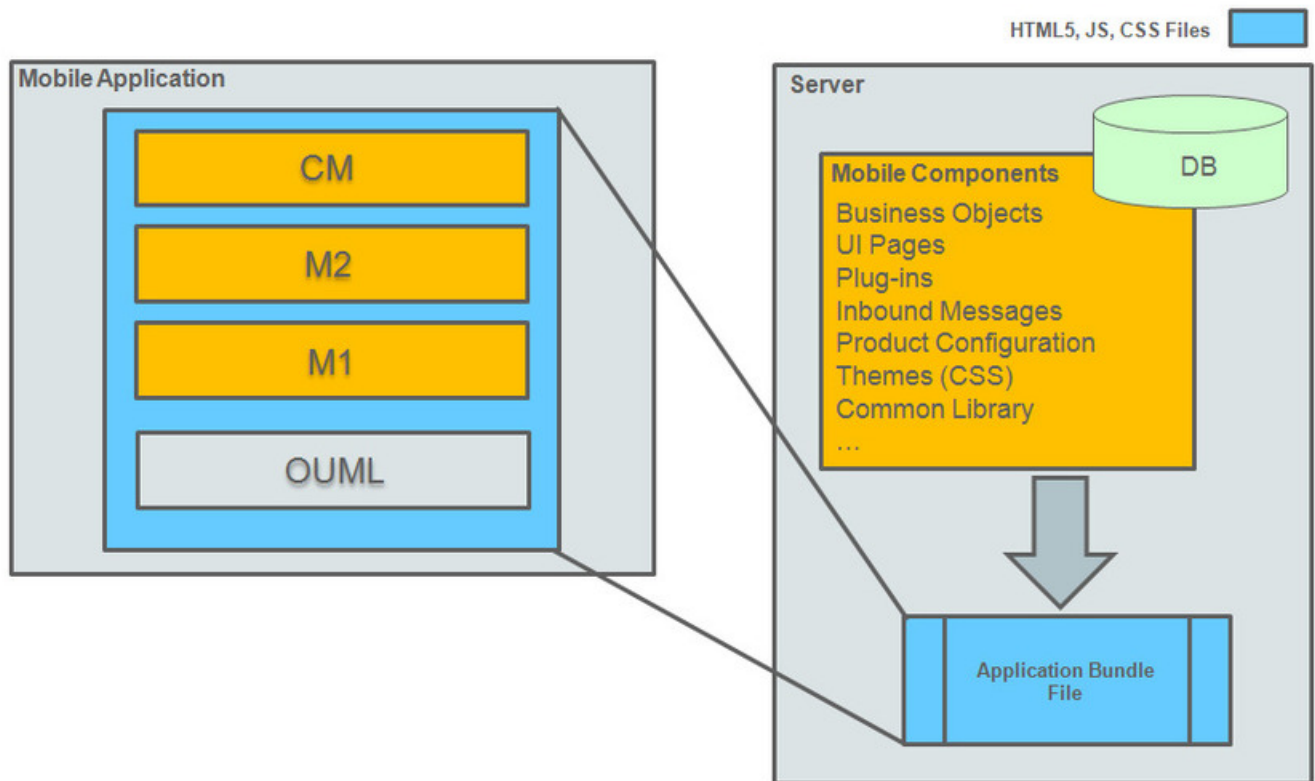 HTML5, JS, CSS Files
Mobile Application
CM
M2
M1
OUML
Server
DB
Mobile Components
Business Objects
UI Pages
Plug-ins
Inbound Messages
Product Configuration
Themes (CSS)
Common Library
...
Application Bundle
File